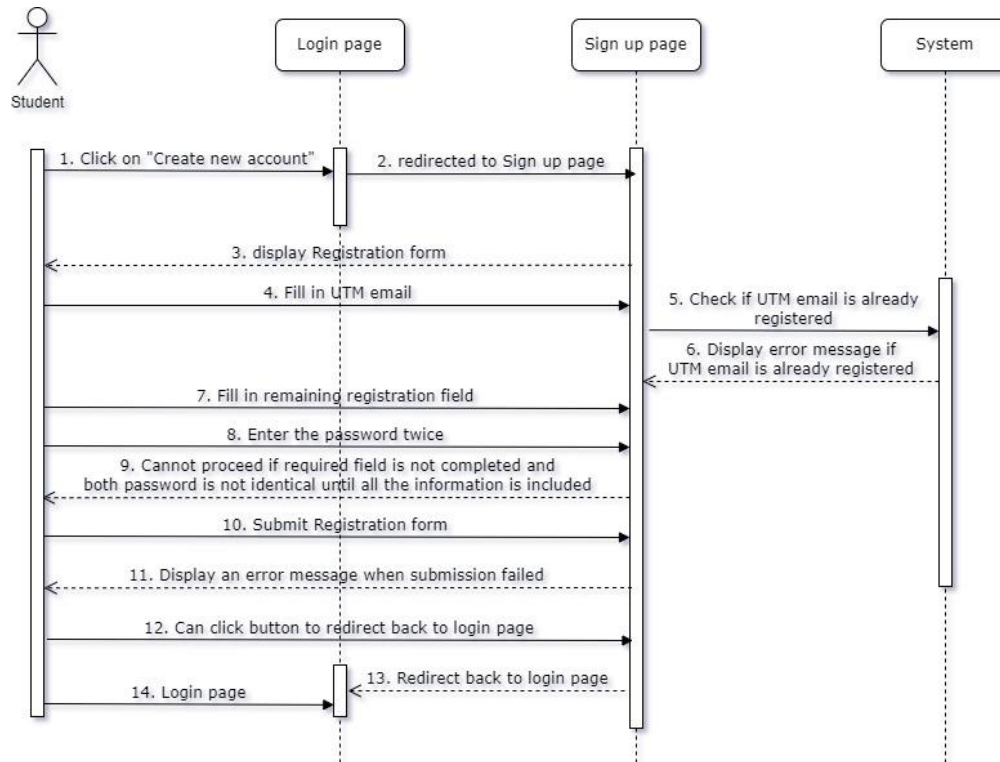 Login page
Sign up page
System
Student
1. Click on "Create new account"
2. redirected to Sign up page
3. display Registration form
4. Fill in UTM email
5. Check if UTM email is already
registered
6. Display error message if
UTM email is already registered
7. Fill in remaining registration field
8. Enter the password twice
9. Cannot proceed if required field is not completed and
both password is not identical until all the information is included
10. Submit Registration form
11. Display an error message when submission failed
12. Can click button to redirect back to login page
13. Redirect back to login page
14. Login page